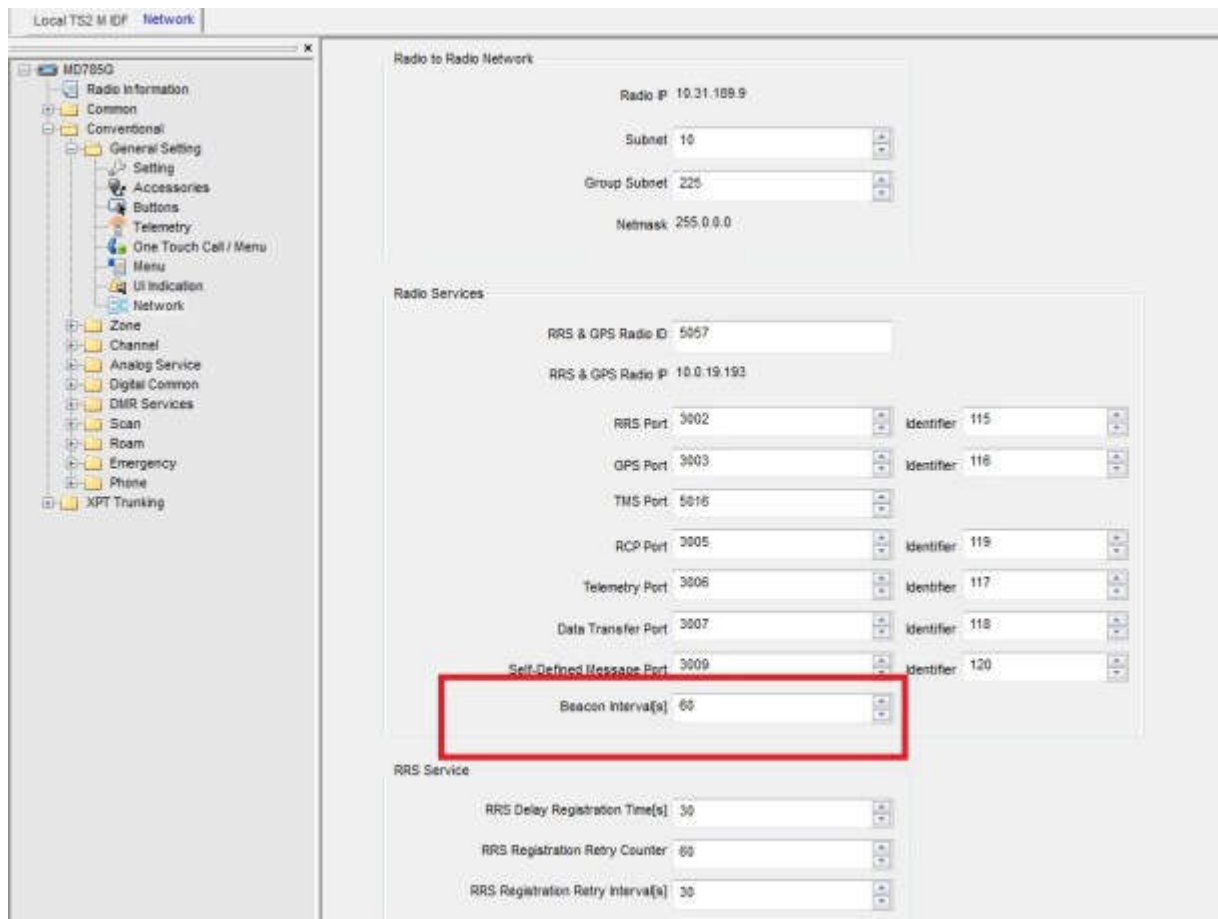 Local TS2 M IDF Network
MD785G
Radio Information
Common
Conventional
General Setting
Setting
Accessories
Buttons
Telemetry
One Touch Call / Menu
Menu
UI Indication
Network
Zone
Channel
Analog Service
Digital Common
DMR Services
Scan
Roam
Emergency
Phone
XPT Trunking
Radio to Radio Network
Radio IP 10.31.189.9
Subnet 10
Group Subnet 225
Netmask 255.0.0.0
Radio Services
RRS & GPS Radio ID 5057
RRS & GPS Radio IP 10.0.19.193
RRS Port 3002 Identifier 115
GPS Port 3003 Identifier 116
TMS Port 5016
RCP Port 3005 Identifier 119
Telemetry Port 3006 Identifier 117
Data Transfer Port 3007 Identifier 118
Self-Defined Message Port 3009 Identifier 120
Beacon Interval[s] 60
RRS Service
RRS Delay Registration Time[s] 30
RRS Registration Retry Counter 60
RRS Registration Retry Interval[s] 30